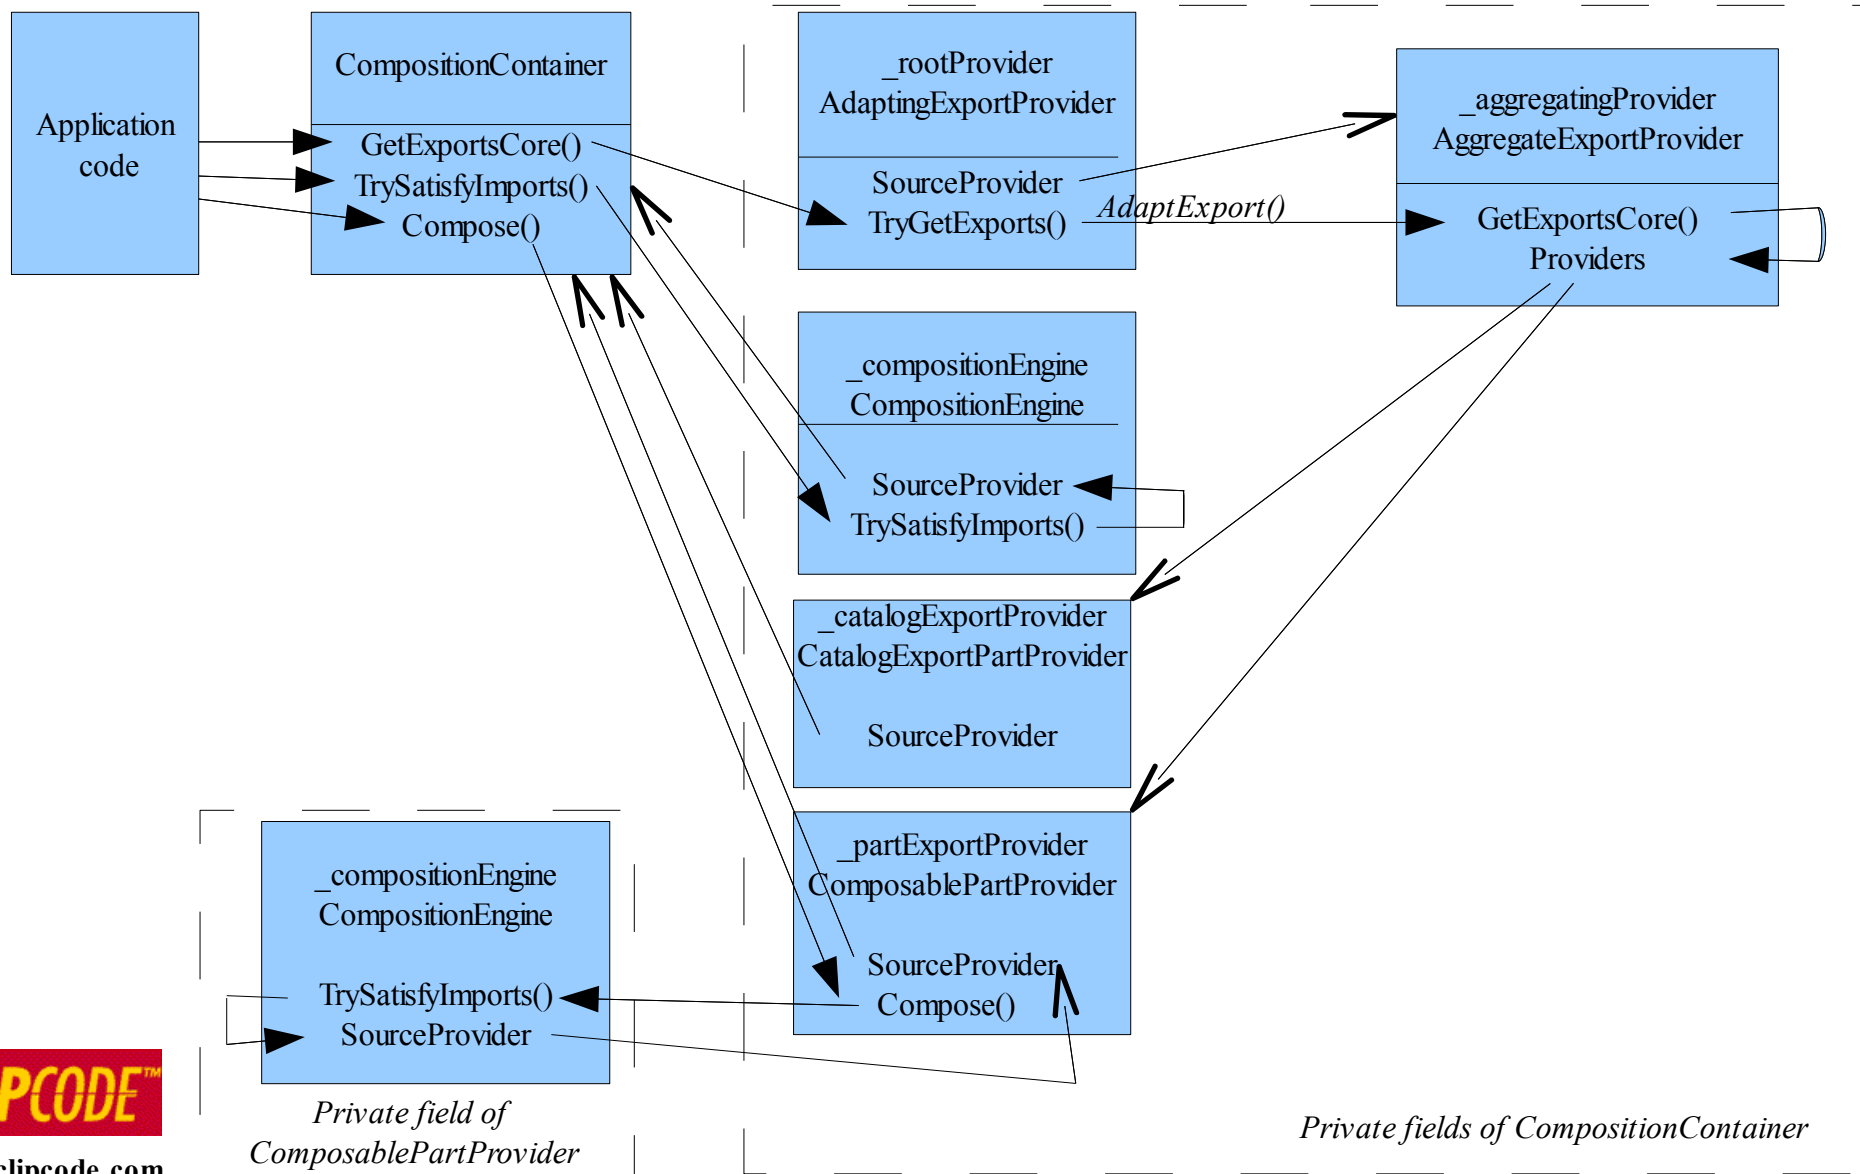 Application
code
CompositionContainer
GetExportsCore()
TrySatisfyImports()
Compose()
_rootProvider
AdaptingExportProvider
SourceProvider
TryGetExports()
AdaptExport()
_aggregatingProvider
AggregateExportProvider
GetExportsCore()
Providers
_compositionEngine
CompositionEngine
SourceProvider
TrySatisfyImports()
_catalogExportProvider
CatalogExportPartProvider
SourceProvider
_partExportProvider
ComposablePartProvider
SourceProvider
Compose()
_compositionEngine
CompositionEngine
TrySatisfyImports()
SourceProvider
Private field of
ComposablePartProvider
Private fields of CompositionContainer
PCODE™
clipcode.com